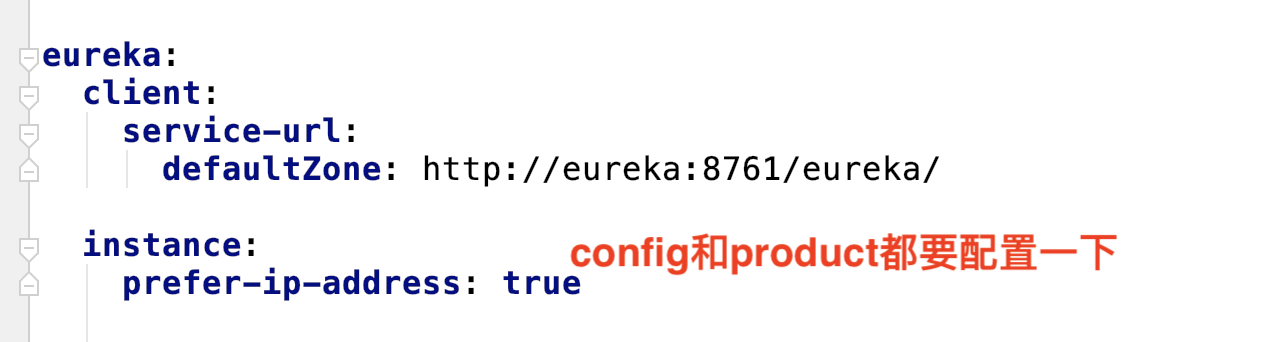 eureka:
client:
service-url:
defaultZone: http://eureka:8761/eureka/
instance:
config和product都要配置一下
prefer-ip-address: true